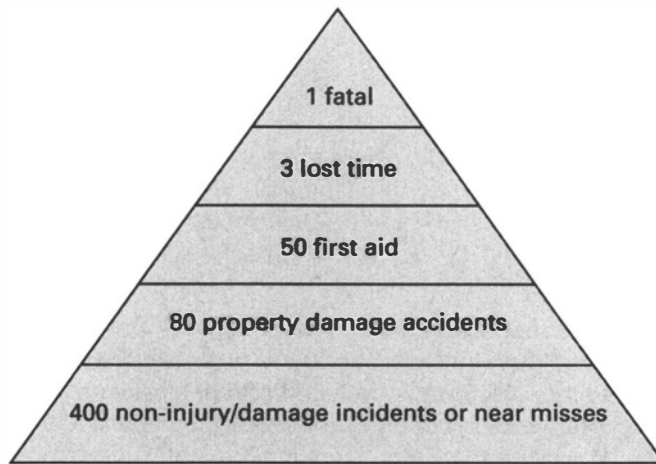 1 fatal
3 lost time
50 first aid
80 property damage accidents
400 non-injury/damage incidents or near misses